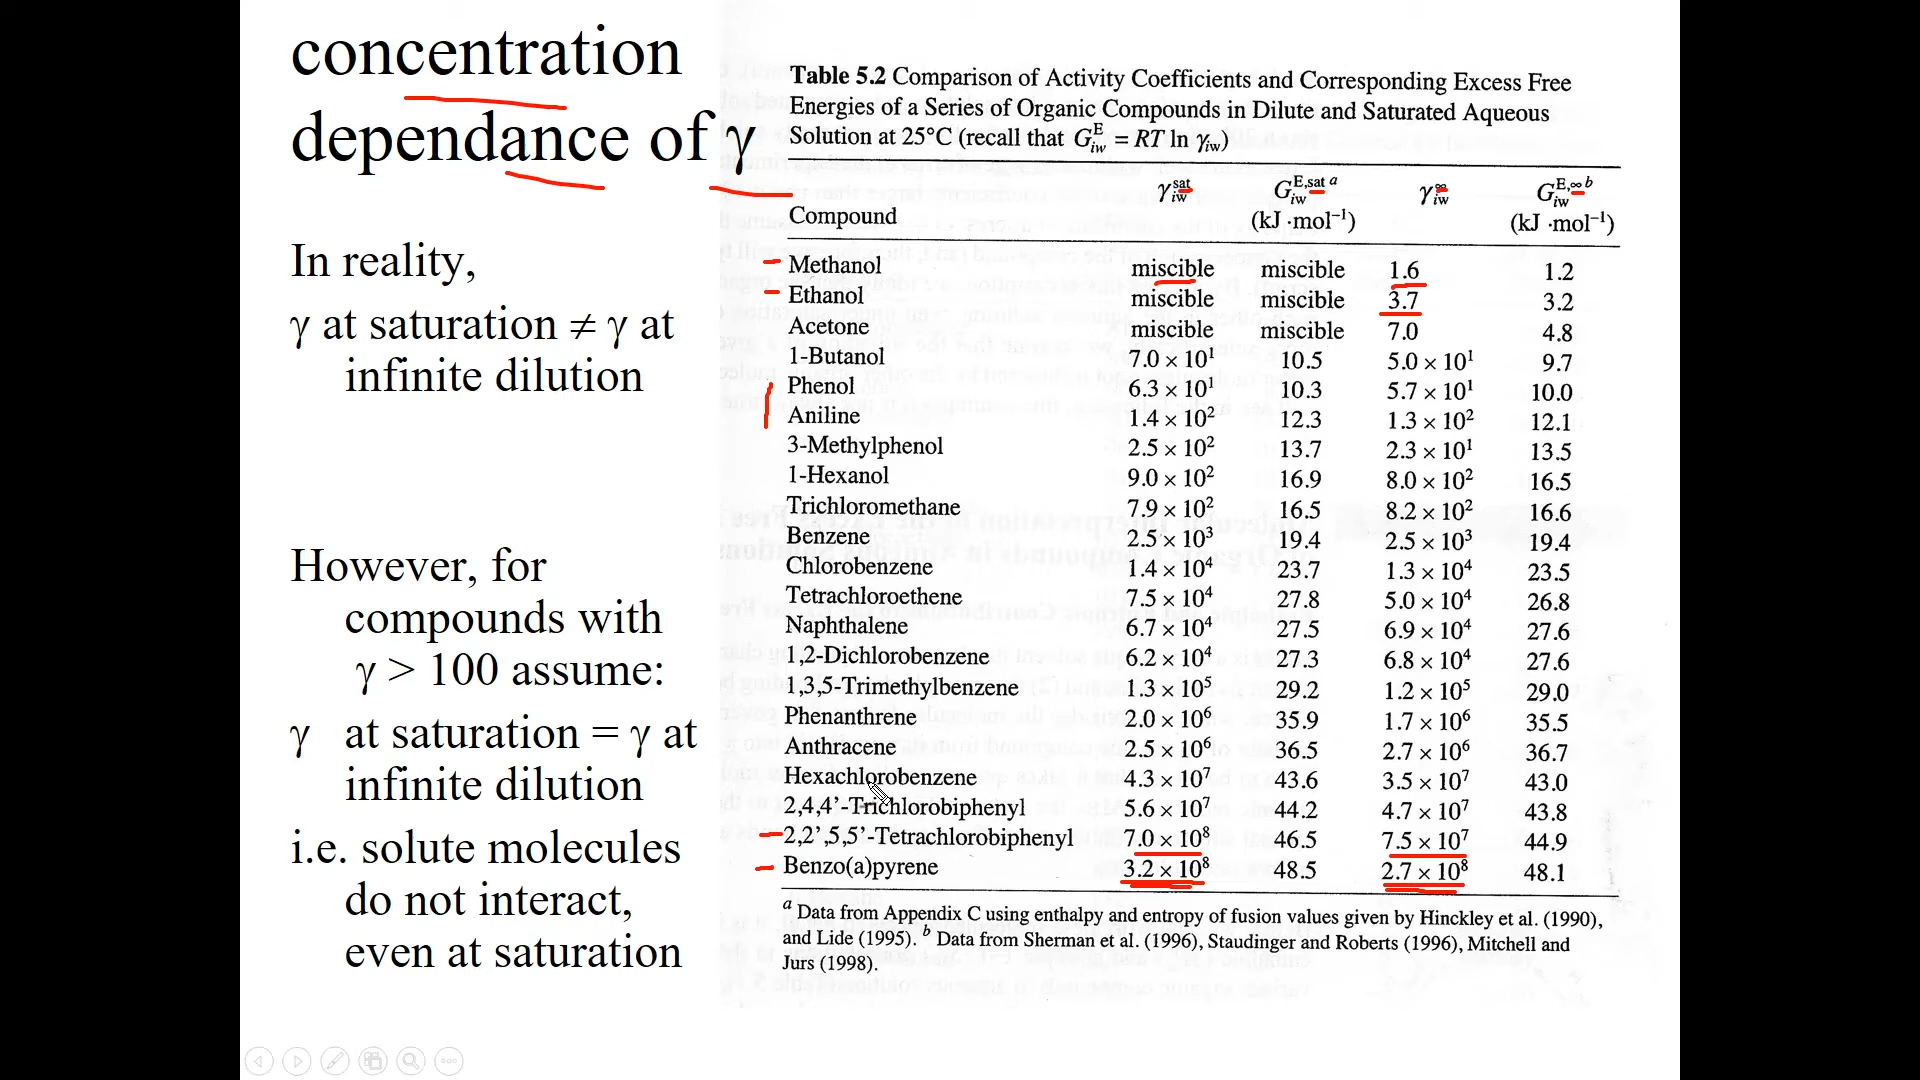 concentration
dependance of γ
In reality,
γ at saturation ≠ γ at
infinite dilution
However, for
compounds with
γ > 100 assume:
γ at saturation = γ at
infinite dilution
i.e. solute molecules
do not interact,
even at saturation
Table 5.2 Comparison of Activity Coefficients and Corresponding Excess Free
Energies of a Series of Organic Compounds in Dilute and Saturated Aqueous
Solution at 25°C (recall that G_iw^E = RT ln γ_iw)
Compound γ_iw^sat G_iw^E,sat a (kJ·mol⁻¹) γ_iw^∞ G_iw^E,∞ b (kJ·mol⁻¹)
Methanol miscible miscible 1.6 1.2
Ethanol miscible miscible 3.7 3.2
Acetone miscible miscible 7.0 4.8
1-Butanol 7.0 × 10¹ 10.5 5.0 × 10¹ 9.7
Phenol 6.3 × 10¹ 10.3 5.7 × 10¹ 10.0
Aniline 1.4 × 10² 12.3 1.3 × 10² 12.1
3-Methylphenol 2.5 × 10² 13.7 2.3 × 10¹ 13.5
1-Hexanol 9.0 × 10² 16.9 8.0 × 10² 16.5
Trichloromethane 7.9 × 10² 16.5 8.2 × 10² 16.6
Benzene 2.5 × 10³ 19.4 2.5 × 10³ 19.4
Chlorobenzene 1.4 × 10⁴ 23.7 1.3 × 10⁴ 23.5
Tetrachloroethene 7.5 × 10⁴ 27.8 5.0 × 10⁴ 26.8
Naphthalene 6.7 × 10⁴ 27.5 6.9 × 10⁴ 27.6
1,2-Dichlorobenzene 6.2 × 10⁴ 27.3 6.8 × 10⁴ 27.6
1,3,5-Trimethylbenzene 1.3 × 10⁵ 29.2 1.2 × 10⁵ 29.0
Phenanthrene 2.0 × 10⁶ 35.9 1.7 × 10⁶ 35.5
Anthracene 2.5 × 10⁶ 36.5 2.7 × 10⁶ 36.7
Hexachlorobenzene 4.3 × 10⁷ 43.6 3.5 × 10⁷ 43.0
2,4,4’-Trichlorobiphenyl 5.6 × 10⁷ 44.2 4.7 × 10⁷ 43.8
2,2’,5,5’-Tetrachlorobiphenyl 7.0 × 10⁸ 46.5 7.5 × 10⁷ 44.9
Benzo(a)pyrene 3.2 × 10⁸ 48.5 2.7 × 10⁸ 48.1
a Data from Appendix C using enthalpy and entropy of fusion values given by Hinckley et al. (1990),
and Lide (1995). b Data from Sherman et al. (1996), Staudinger and Roberts (1996), Mitchell and
Jurs (1998).